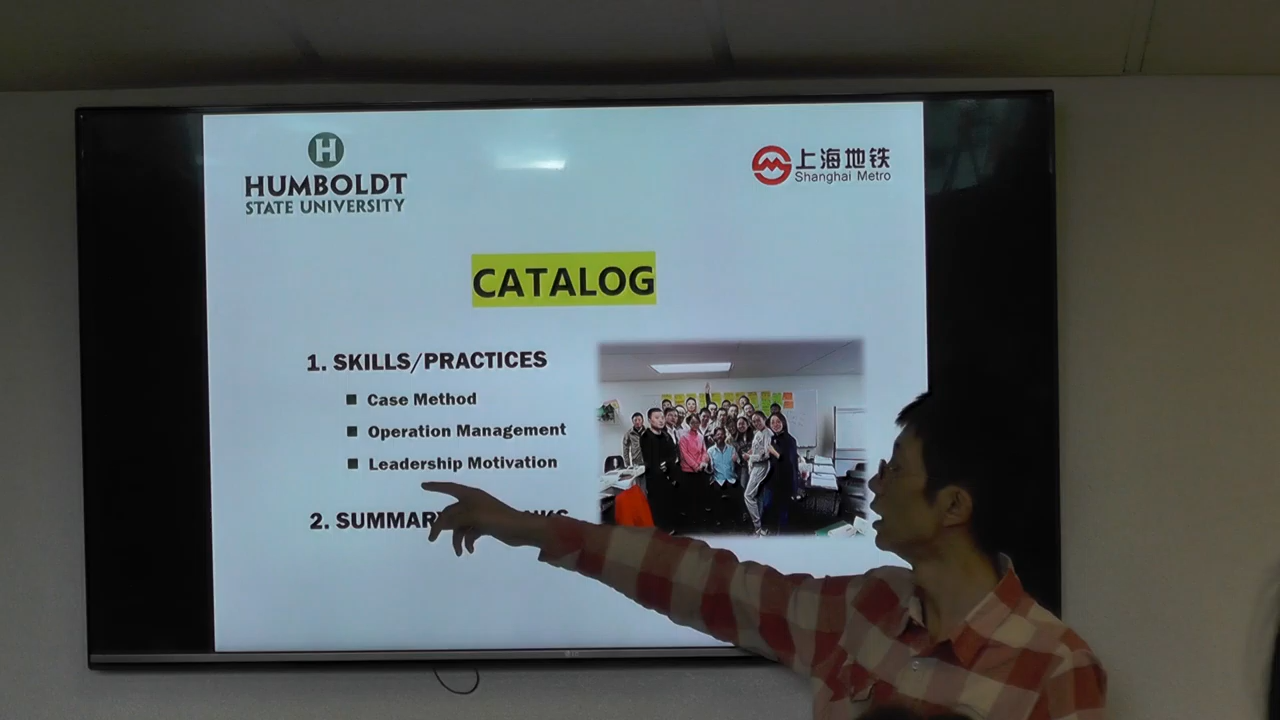 H
HUMBOLDT
STATE UNIVERSITY
上海地铁
Shanghai Metro
CATALOG
1. SKILLS/PRACTICES
■ Case Method
■ Operation Management
■ Leadership Motivation
2. SUMMAR